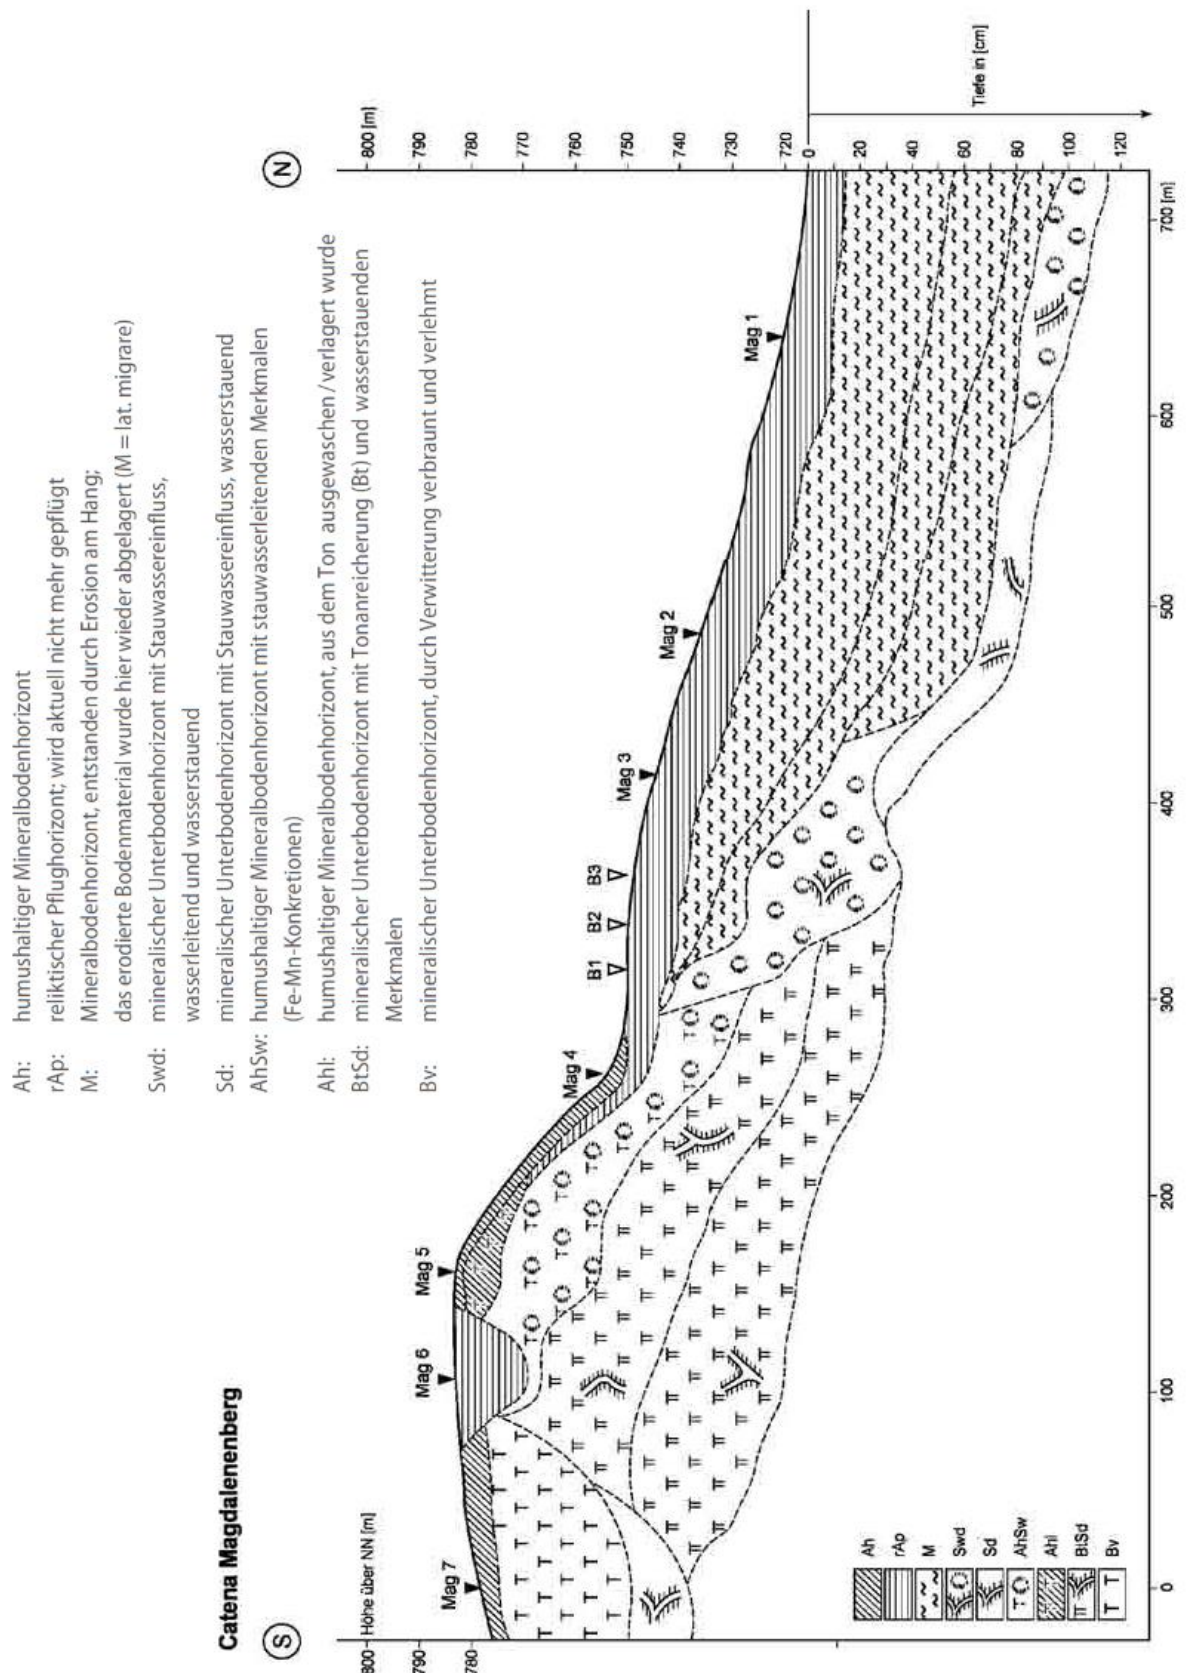 Ah: humushaltiger Mineralbodenhorizont
rAp: reliktischer Pflughorizont; wird aktuell nicht mehr gepflügt
M: Mineralbodenhorizont, entstanden durch Erosion am Hang;
das erodierte Bodenmaterial wurde hier wieder abgelagert (M = lat. migrare)
Swd: mineralischer Unterbodenhorizont mit Stauwassereinfluss,
wasserleitend und wasserstauend
Sd: mineralischer Unterbodenhorizont mit Stauwassereinfluss, wasserstauend
AhSw: humushaltiger Mineralbodenhorizont mit stauwasserleitenden Merkmalen
(Fe-Mn-Konkretionen)
Ahl: humushaltiger Mineralbodenhorizont, aus dem Ton ausgewaschen / verlagert wurde
BtSd: mineralischer Unterbodenhorizont mit Tonanreicherung (Bt) und wasserstauenden
Merkmalen
Bv: mineralischer Unterbodenhorizont, durch Verwitterung verbraunt und verlehmt
Catena Magdalenenberg
S
N
Höhe über NN [m]
800
790
780
800 [m]
790
780
770
760
750
740
730
720
0
20
40
60
80
100
120
Tiefe in [cm]
Mag 7
Mag 6
Mag 5
Mag 4
B1
B2
B3
Mag 3
Mag 2
Mag 1
Ah
rAp
M
Swd
Sd
AhSw
Ahl
BtSd
Bv
0
100
200
300
400
500
600
700 [m]